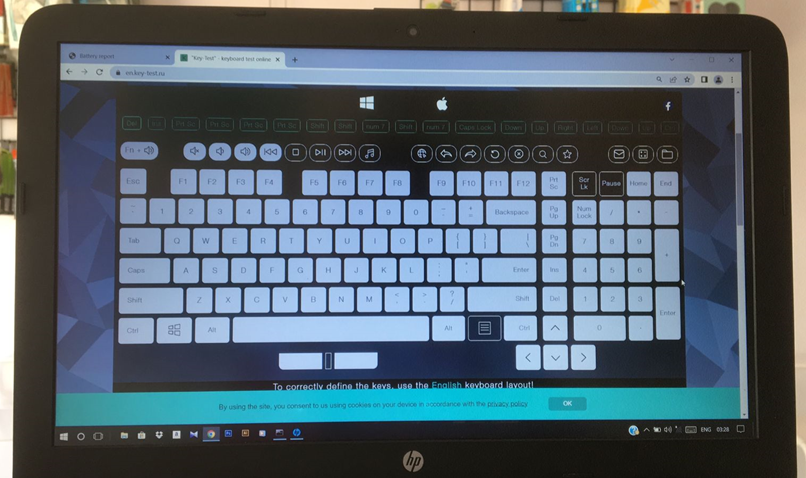 Battery report
"Key-Test" - keyboard test online
en.key-test.ru
Fn +
Esc F1 F2 F3 F4 F5 F6 F7 F8 F9 F10 F11 F12 Prt Sc Scr Lk Pause Home End
~ 1 2 3 4 5 6 7 8 9 0 - + = Backspace Pg Up Num Lock / * -
Tab Q W E R T Y U I O P { [ } ] | \ Pg Dn 7 8 9 +
Caps A S D F G H J K L : ; Enter Ins 4 5 6
Shift Z X C V B N M < > ? / Shift Del 1 2 3 Enter
Ctrl Alt Alt Ctrl 0 .
To correctly define the keys, use the English keyboard layout!
By using the site, you consent to us using cookies on your device in accordance with the privacy policy OK
ENG 03:28
hp